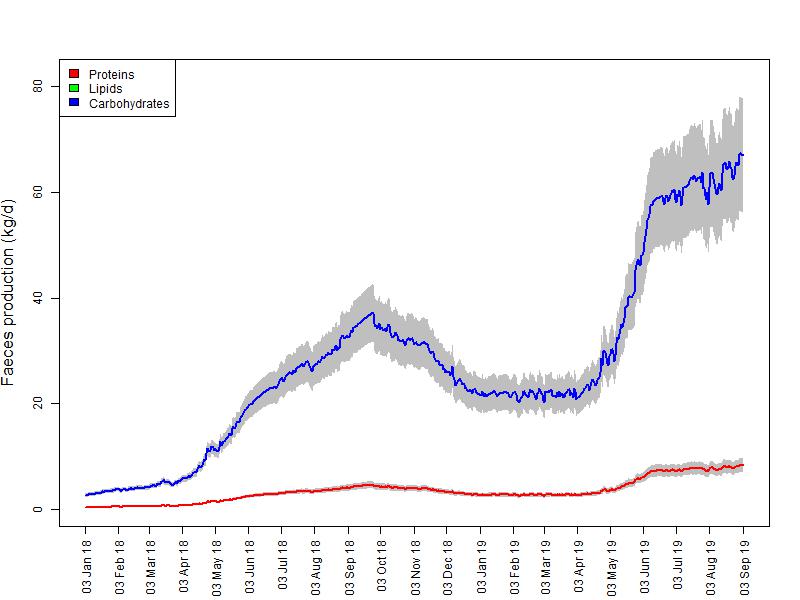 Proteins
Lipids
Carbohydrates
Faeces production (kg/d)
80
60
40
20
0
03 Jan 18
03 Feb 18
03 Mar 18
03 Apr 18
03 May 18
03 Jun 18
03 Jul 18
03 Aug 18
03 Sep 18
03 Oct 18
03 Nov 18
03 Dec 18
03 Jan 19
03 Feb 19
03 Mar 19
03 Apr 19
03 May 19
03 Jun 19
03 Jul 19
03 Aug 19
03 Sep 19